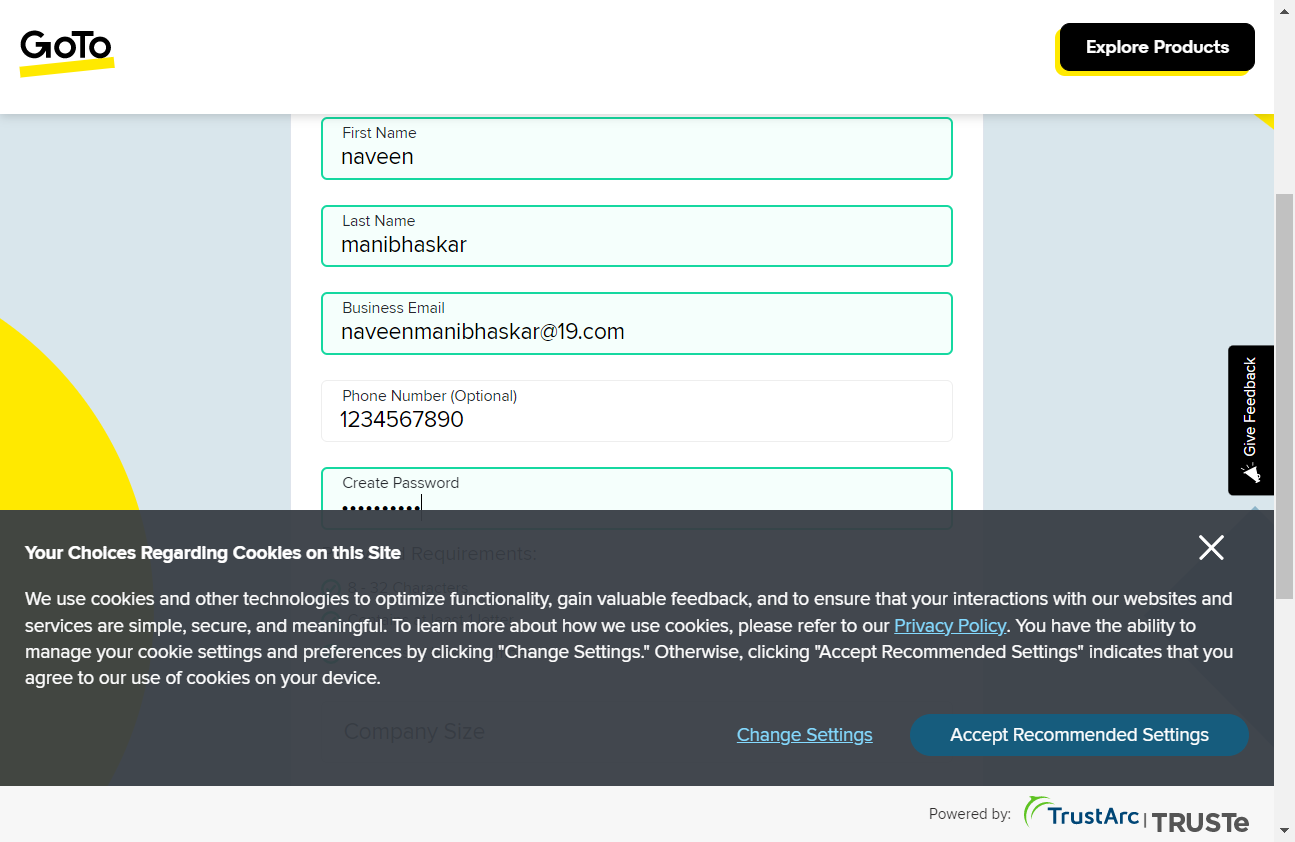 GoTo
Explore Products
First Name
naveen
Last Name
manibhaskar
Business Email
naveenmanibhaskar@19.com
Phone Number (Optional)
1234567890
Create Password
••••••••••
Give Feedback
Your Choices Regarding Cookies on this Site
Requirements:
8 - 32 Characters
We use cookies and other technologies to optimize functionality, gain valuable feedback, and to ensure that your interactions with our websites and
services are simple, secure, and meaningful. To learn more about how we use cookies, please refer to our Privacy Policy. You have the ability to
manage your cookie settings and preferences by clicking "Change Settings." Otherwise, clicking "Accept Recommended Settings" indicates that you
agree to our use of cookies on your device.
Company Size
Change Settings
Accept Recommended Settings
Powered by:
TrustArc | TRUSTe